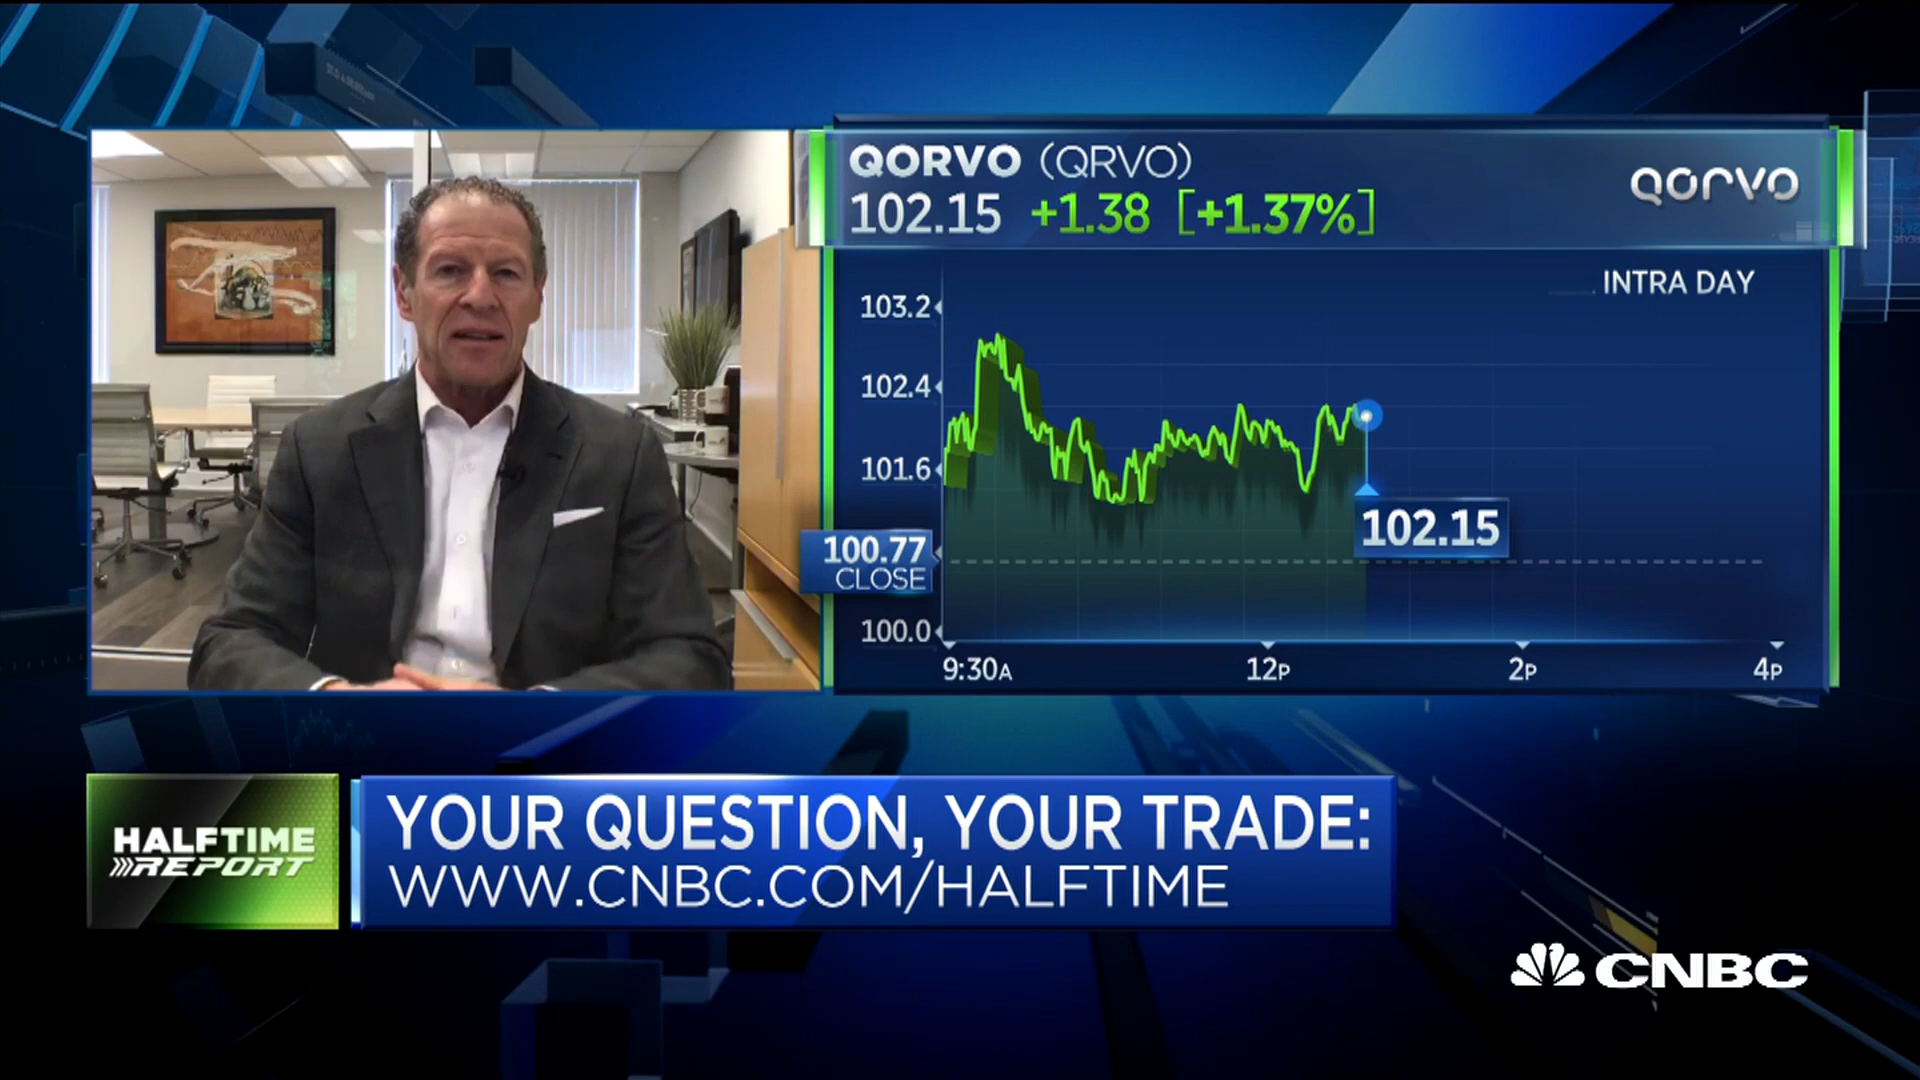 QORVO (QRVO)
102.15 +1.38 [+1.37%]
QORVO
INTRA DAY
103.2
102.4
101.6
100.77
CLOSE
100.0
102.15
9:30A 12P 2P 4P
HALFTIME
REPORT
YOUR QUESTION, YOUR TRADE:
WWW.CNBC.COM/HALFTIME
CNBC